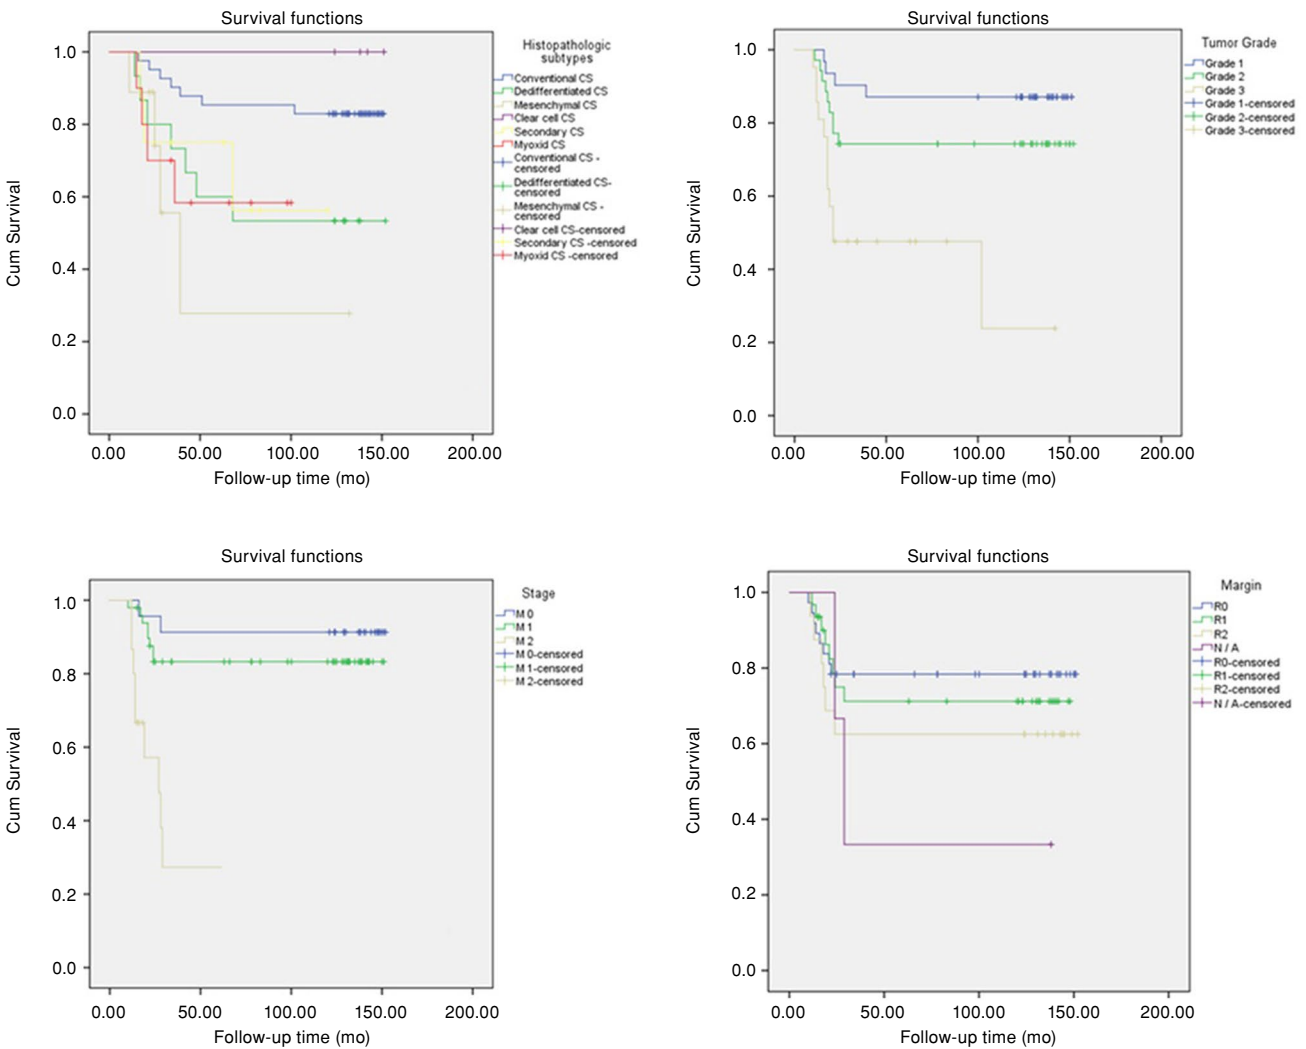 Survival functions
1.0
0.8
0.6
0.4
0.2
0.0
Cum Survival
0.00 50.00 100.00 150.00 200.00
Follow-up time (mo)
Histopathologic
subtypes
Conventional CS
Dedifferentiated CS
Mesenchymal CS
Clear cell CS
Secondary CS
Myoxid CS
Conventional CS -
censored
Dedifferentiated CS-
censored
Mesenchymal CS -
censored
Clear cell CS-censored
Secondary CS -censored
Myoxid CS -censored
Survival functions
1.0
0.8
0.6
0.4
0.2
0.0
Cum Survival
0.00 50.00 100.00 150.00 200.00
Follow-up time (mo)
Tumor Grade
Grade 1
Grade 2
Grade 3
Grade 1-censored
Grade 2-censored
Grade 3-censored
Survival functions
1.0
0.8
0.6
0.4
0.2
0.0
Cum Survival
0.00 50.00 100.00 150.00 200.00
Follow-up time (mo)
Stage
M 0
M 1
M 2
M 0-censored
M 1-censored
M 2-censored
Survival functions
1.0
0.8
0.6
0.4
0.2
0.0
Cum Survival
0.00 50.00 100.00 150.00 200.00
Follow-up time (mo)
Margin
R0
R1
R2
N / A
R0-censored
R1-censored
R2-censored
N / A-censored